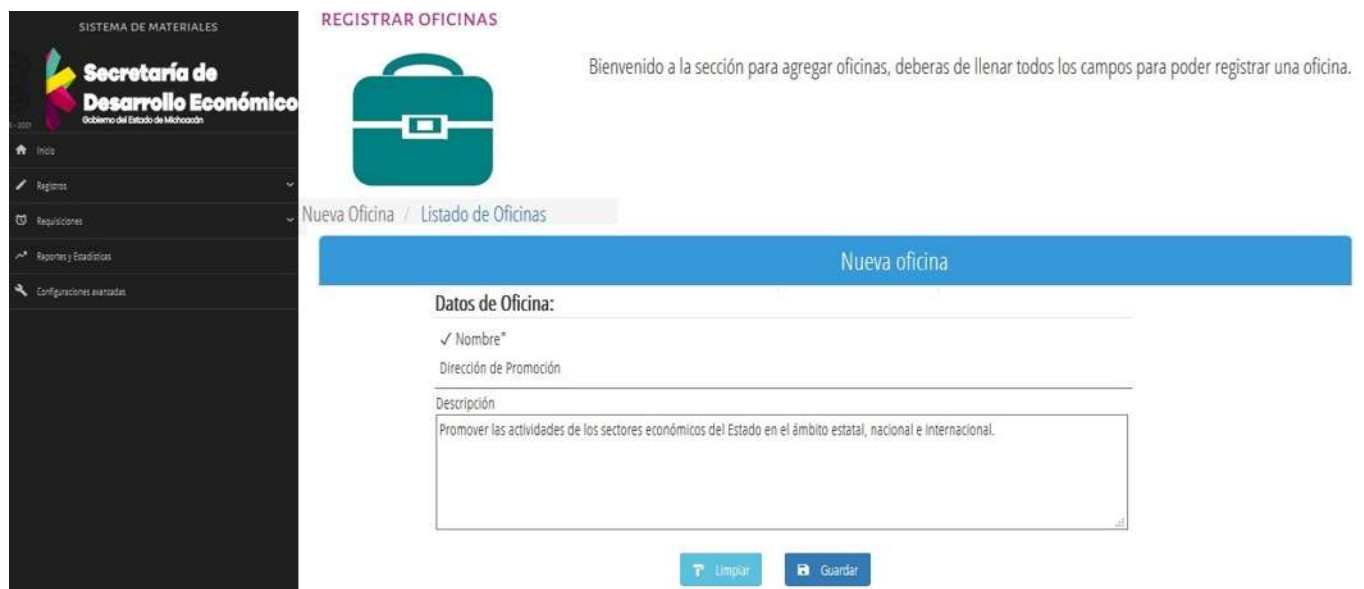 SISTEMA DE MATERIALES
Secretaría de
Desarrollo Económico
Gobierno del Estado de Michoacán
Inicio
Registros
Requisiciones
Reportes y Estadísticas
Configuraciones avanzadas
REGISTRAR OFICINAS
Bienvenido a la sección para agregar oficinas, deberas de llenar todos los campos para poder registrar una oficina.
Nueva Oficina / Listado de Oficinas
Nueva oficina
Datos de Oficina:
✓ Nombre*
Dirección de Promoción
Descripción
Promover las actividades de los sectores económicos del Estado en el ámbito estatal, nacional e internacional.
Limpiar
Guardar